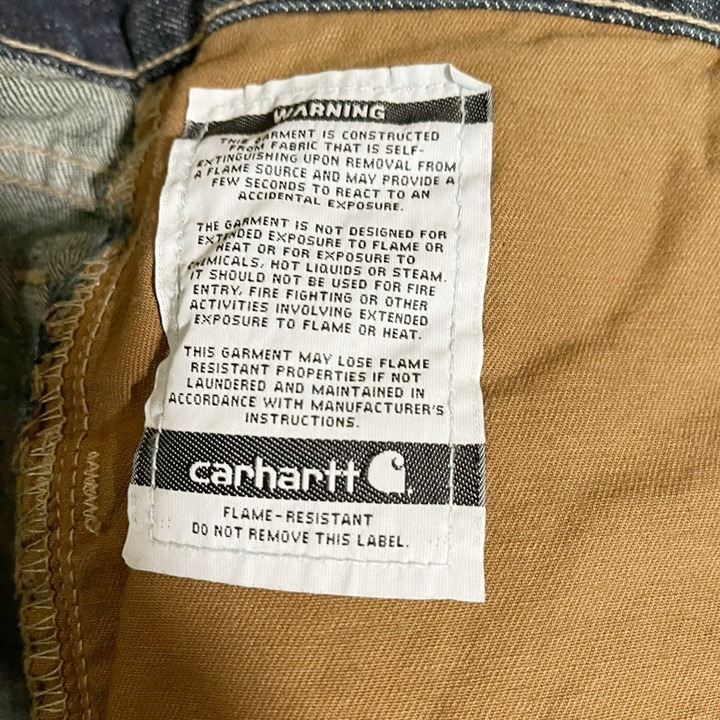 WARNING
THIS GARMENT IS CONSTRUCTED
FROM FABRIC THAT IS SELF-
EXTINGUISHING UPON REMOVAL FROM
A FLAME SOURCE AND MAY PROVIDE A
FEW SECONDS TO REACT TO AN
ACCIDENTAL EXPOSURE.
THE GARMENT IS NOT DESIGNED FOR
EXTENDED EXPOSURE TO FLAME OR
HEAT OR FOR EXPOSURE TO
CHEMICALS, HOT LIQUIDS OR STEAM.
IT SHOULD NOT BE USED FOR FIRE
ENTRY, FIRE FIGHTING OR OTHER
ACTIVITIES INVOLVING EXTENDED
EXPOSURE TO FLAME OR HEAT.
THIS GARMENT MAY LOSE FLAME
RESISTANT PROPERTIES IF NOT
LAUNDERED AND MAINTAINED IN
ACCORDANCE WITH MANUFACTURER'S
INSTRUCTIONS.
carhartt
FLAME-RESISTANT
DO NOT REMOVE THIS LABEL.